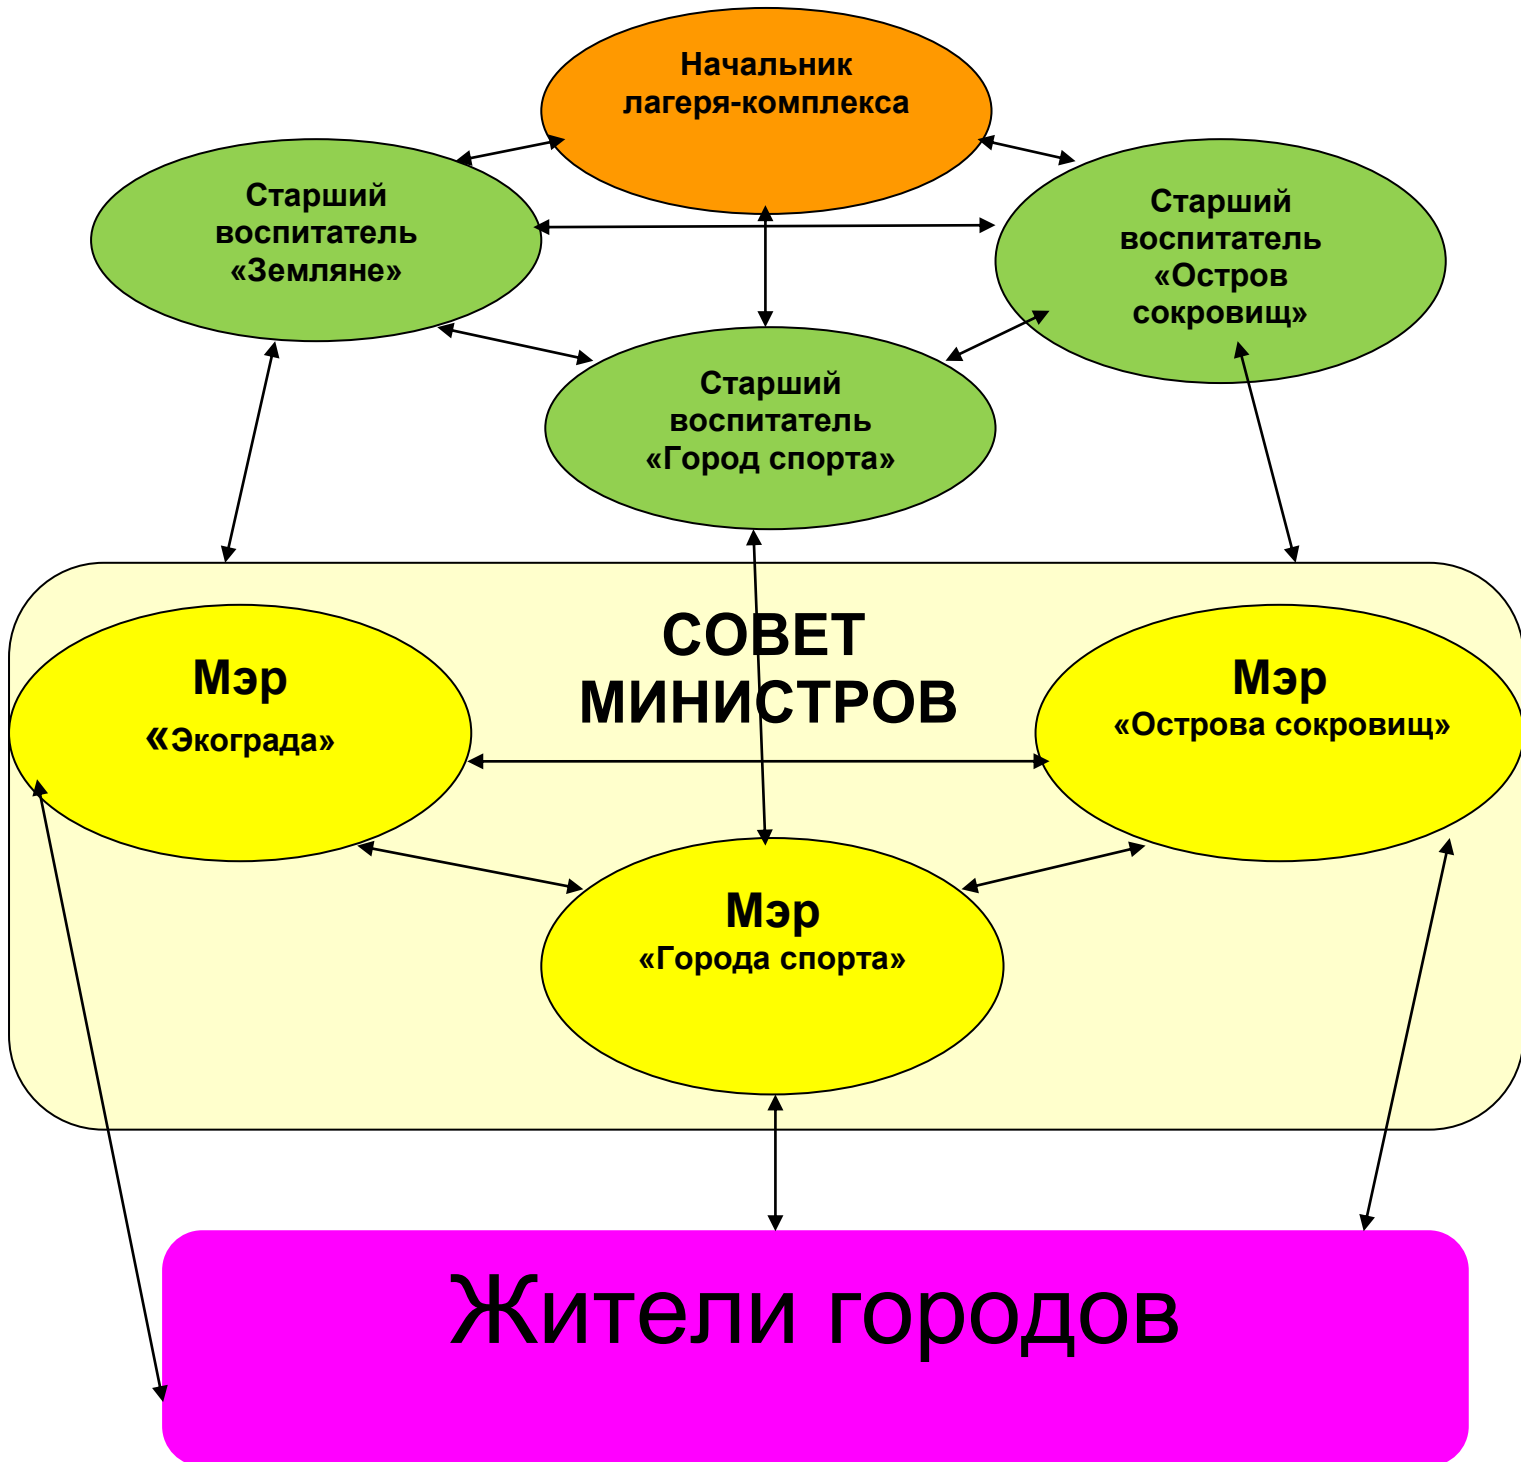 Начальник
лагеря-комплекса
Старший
воспитатель
«Земляне»
Старший
воспитатель
«Остров
сокровищ»
Старший
воспитатель
«Город спорта»
СОВЕТ
МИНИСТРОВ
Мэр
«Экограда»
Мэр
«Острова сокровищ»
Мэр
«Города спорта»
Жители городов